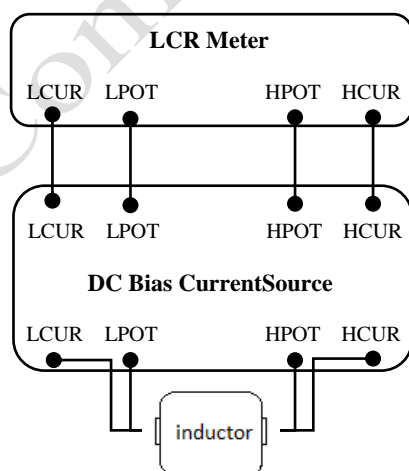 LCR Meter
LCUR LPOT HPOT HCUR
LCUR LPOT HPOT HCUR
DC Bias CurrentSource
LCUR LPOT HPOT HCUR
inductor